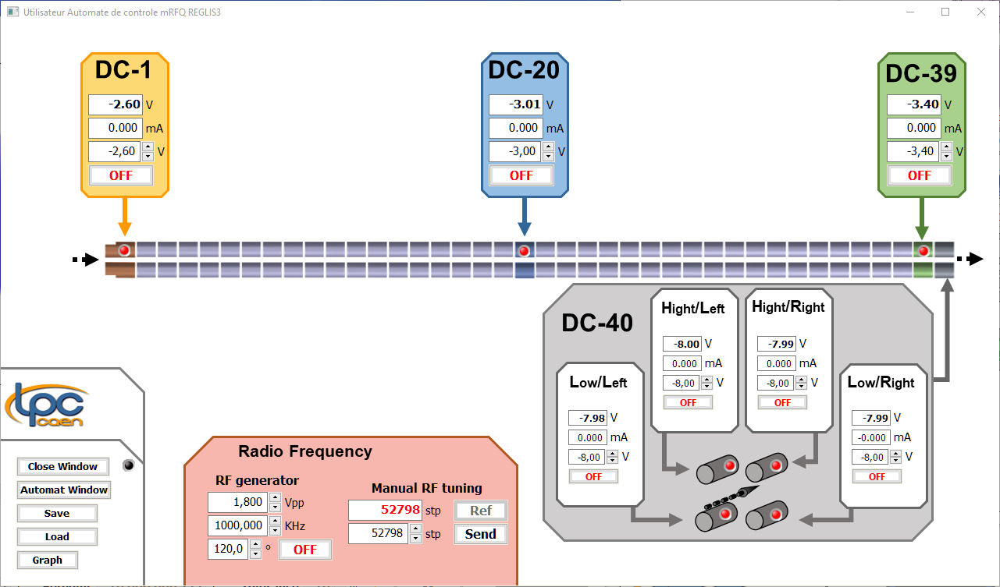 Utilisateur Automate de controle mRFQ REGLIS3
DC-1
-2.60 V
0.000 mA
-2,60 V
OFF
DC-20
-3.01 V
0.000 mA
-3,00 V
OFF
DC-39
-3.40 V
0.000 mA
-3,40 V
OFF
DC-40
Hight/Left
-8.00 V
0.000 mA
-8,00 V
OFF
Hight/Right
-7.99 V
0.000 mA
-8,00 V
OFF
Low/Left
-7.98 V
0.000 mA
-8,00 V
OFF
Low/Right
-7.99 V
-0.000 mA
-8,00 V
OFF
lpc
caen
Close Window
Automat Window
Save
Load
Graph
Radio Frequency
RF generator
1,800 Vpp
1000,000 KHz
120,0 °
OFF
Manual RF tuning
52798 stp
Ref
52798 stp
Send